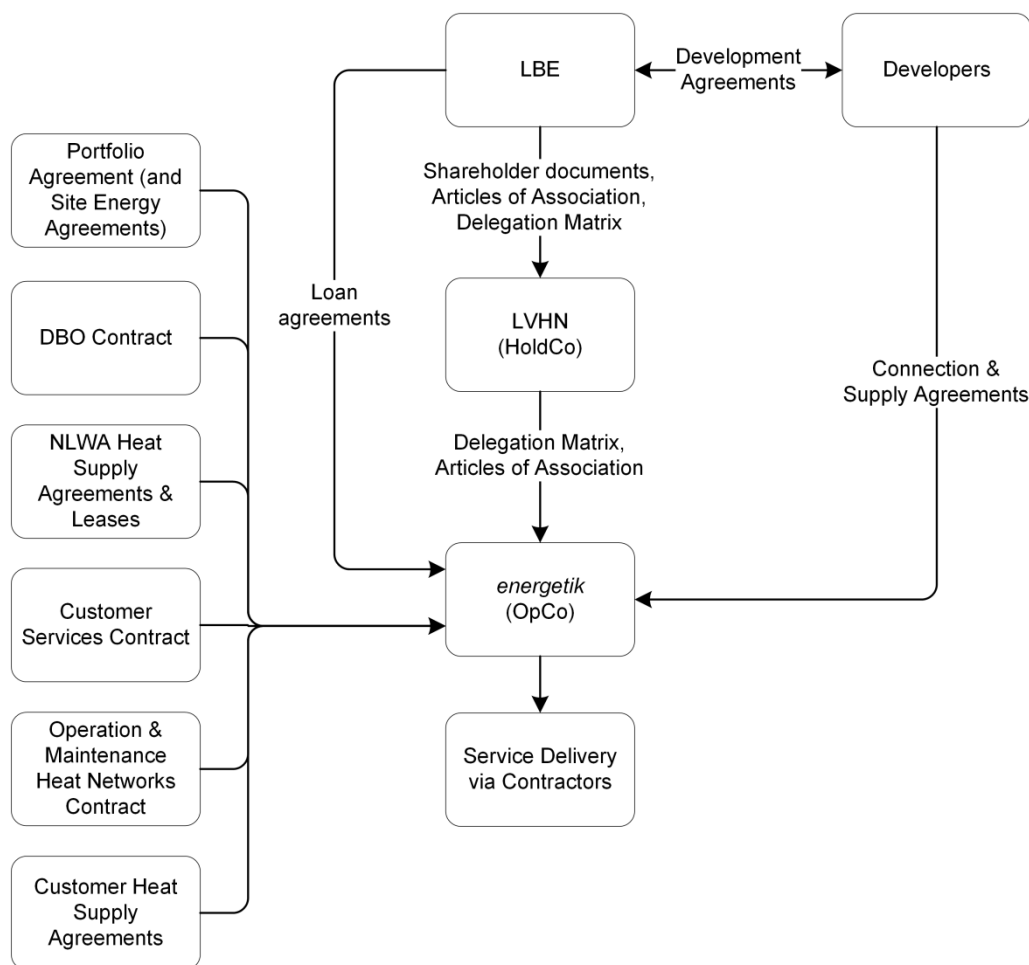 LBE
Development
Agreements
Developers
Portfolio
Agreement (and
Site Energy
Agreements)
Shareholder documents,
Articles of Association,
Delegation Matrix
DBO Contract
Loan
agreements
LVHN
(HoldCo)
Connection &
Supply Agreements
NLWA Heat
Supply
Agreements &
Leases
Delegation Matrix,
Articles of Association
Customer
Services Contract
energetik
(OpCo)
Operation &
Maintenance
Heat Networks
Contract
Service Delivery
via Contractors
Customer Heat
Supply
Agreements